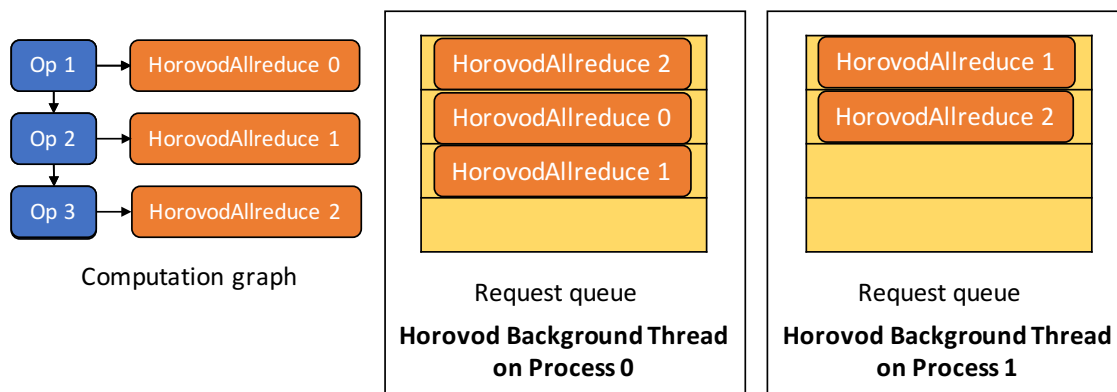 Op 1
HorovodAllreduce 0
Op 2
HorovodAllreduce 1
Op 3
HorovodAllreduce 2
Computation graph
HorovodAllreduce 2
HorovodAllreduce 0
HorovodAllreduce 1
Request queue
Horovod Background Thread
on Process 0
HorovodAllreduce 1
HorovodAllreduce 2
Request queue
Horovod Background Thread
on Process 1